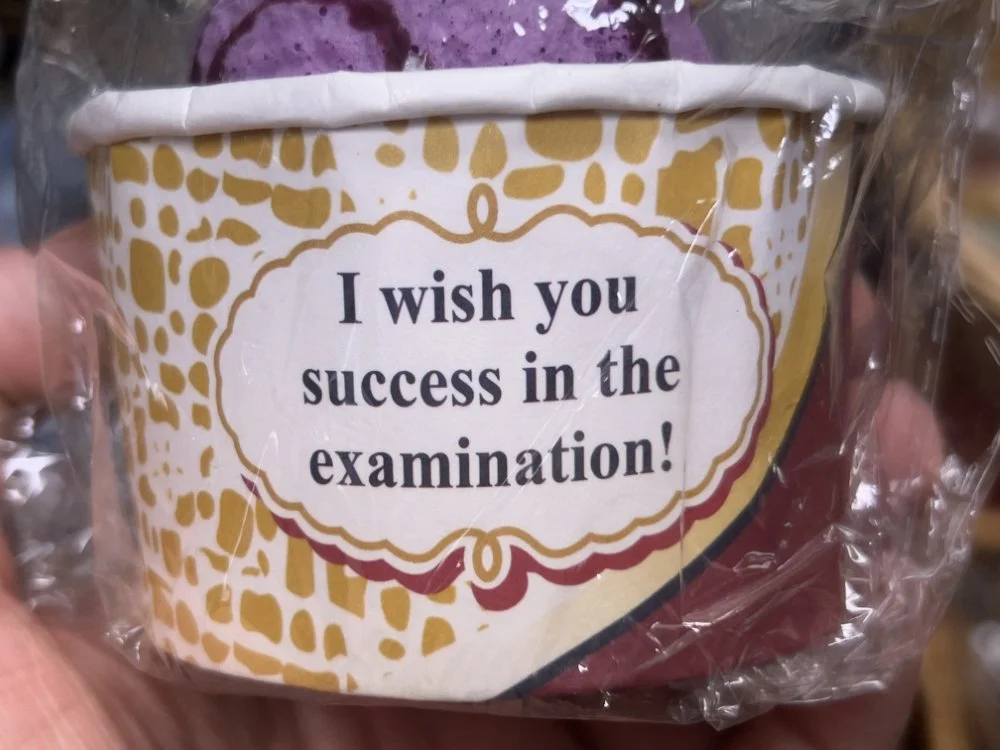 I wish you
success in the
examination!